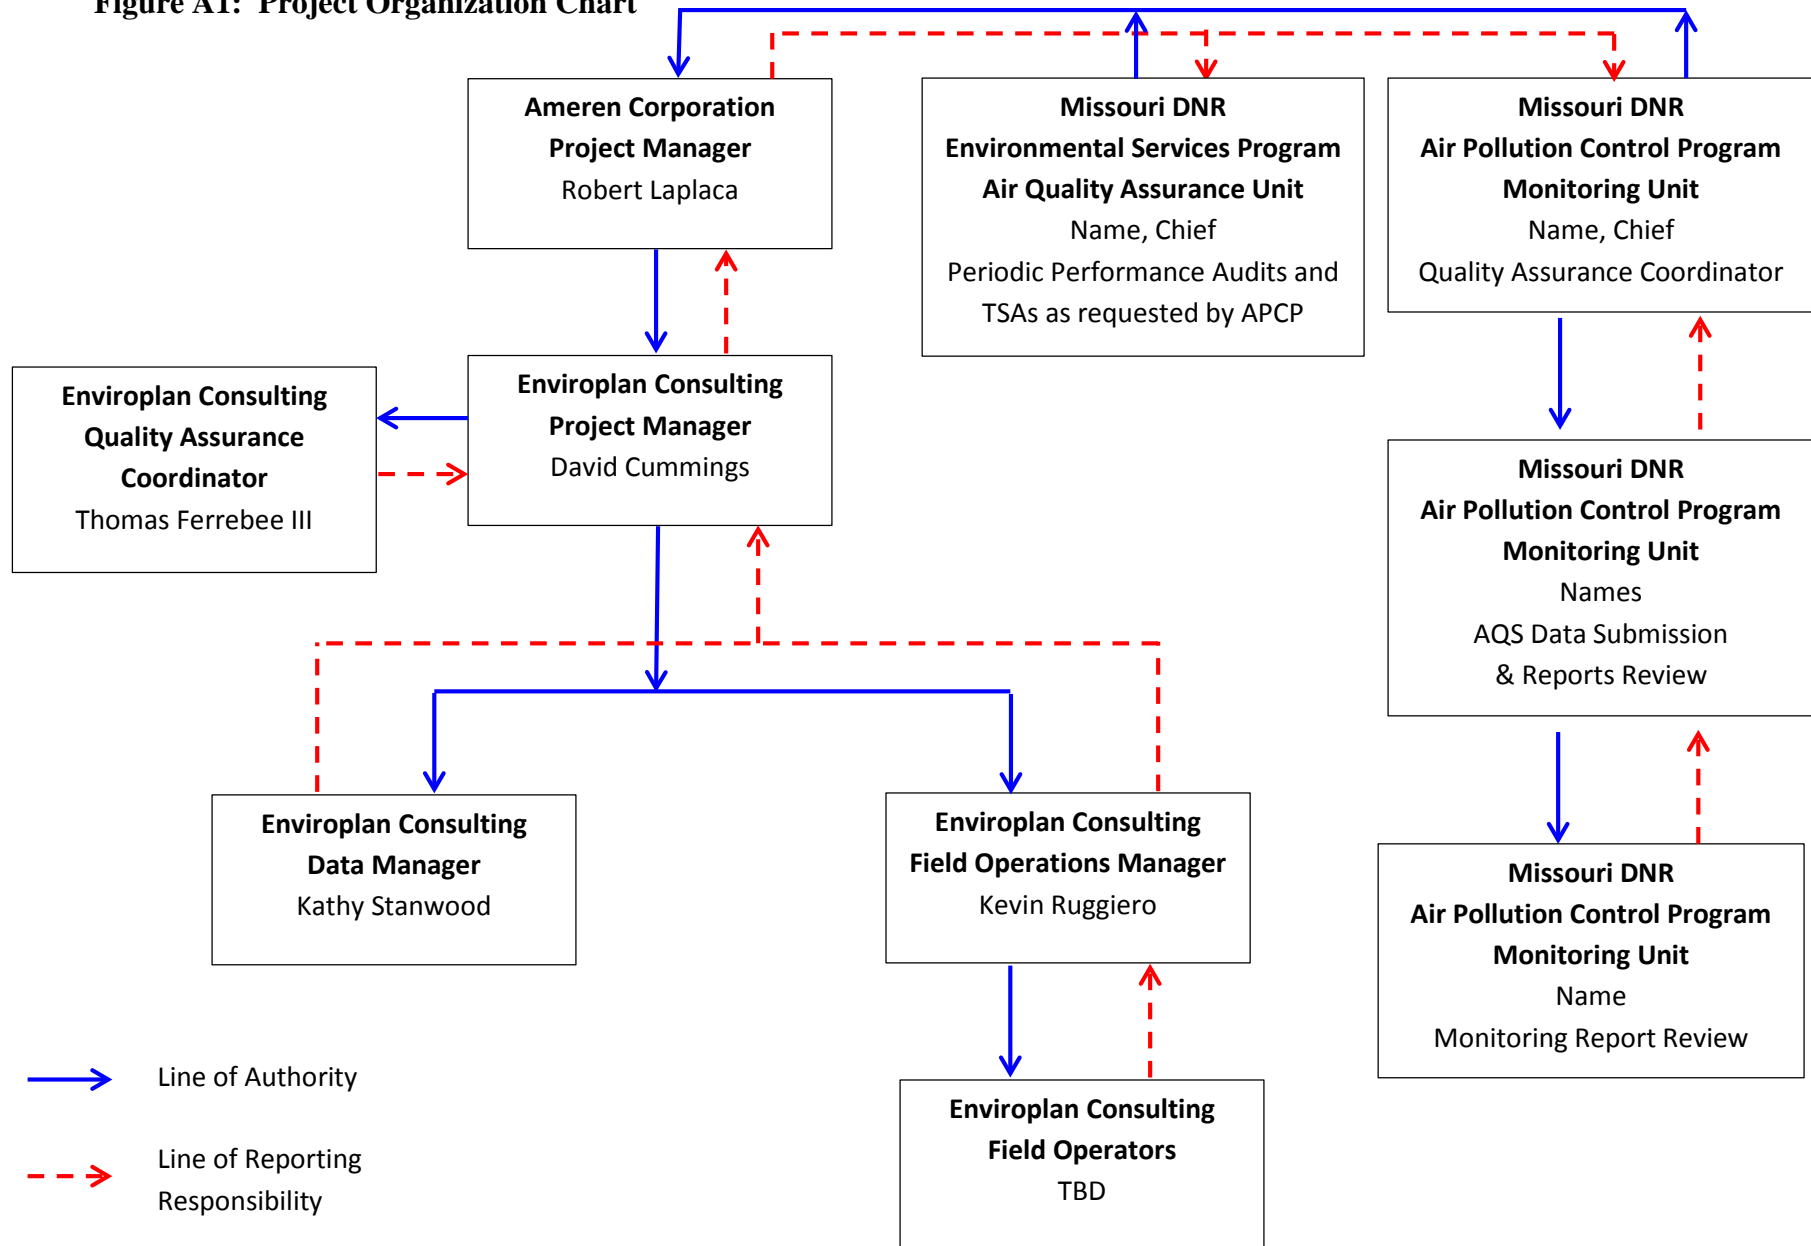 Figure A1: Project Organization Chart
Ameren Corporation
Project Manager
Robert Laplaca
Missouri DNR
Environmental Services Program
Air Quality Assurance Unit
Name, Chief
Periodic Performance Audits and
TSAs as requested by APCP
Missouri DNR
Air Pollution Control Program
Monitoring Unit
Name, Chief
Quality Assurance Coordinator
Enviroplan Consulting
Quality Assurance
Coordinator
Thomas Ferrebee III
Enviroplan Consulting
Project Manager
David Cummings
Missouri DNR
Air Pollution Control Program
Monitoring Unit
Names
AQS Data Submission
& Reports Review
Enviroplan Consulting
Data Manager
Kathy Stanwood
Enviroplan Consulting
Field Operations Manager
Kevin Ruggiero
Missouri DNR
Air Pollution Control Program
Monitoring Unit
Name
Monitoring Report Review
Enviroplan Consulting
Field Operators
TBD
Line of Authority
Line of Reporting
Responsibility